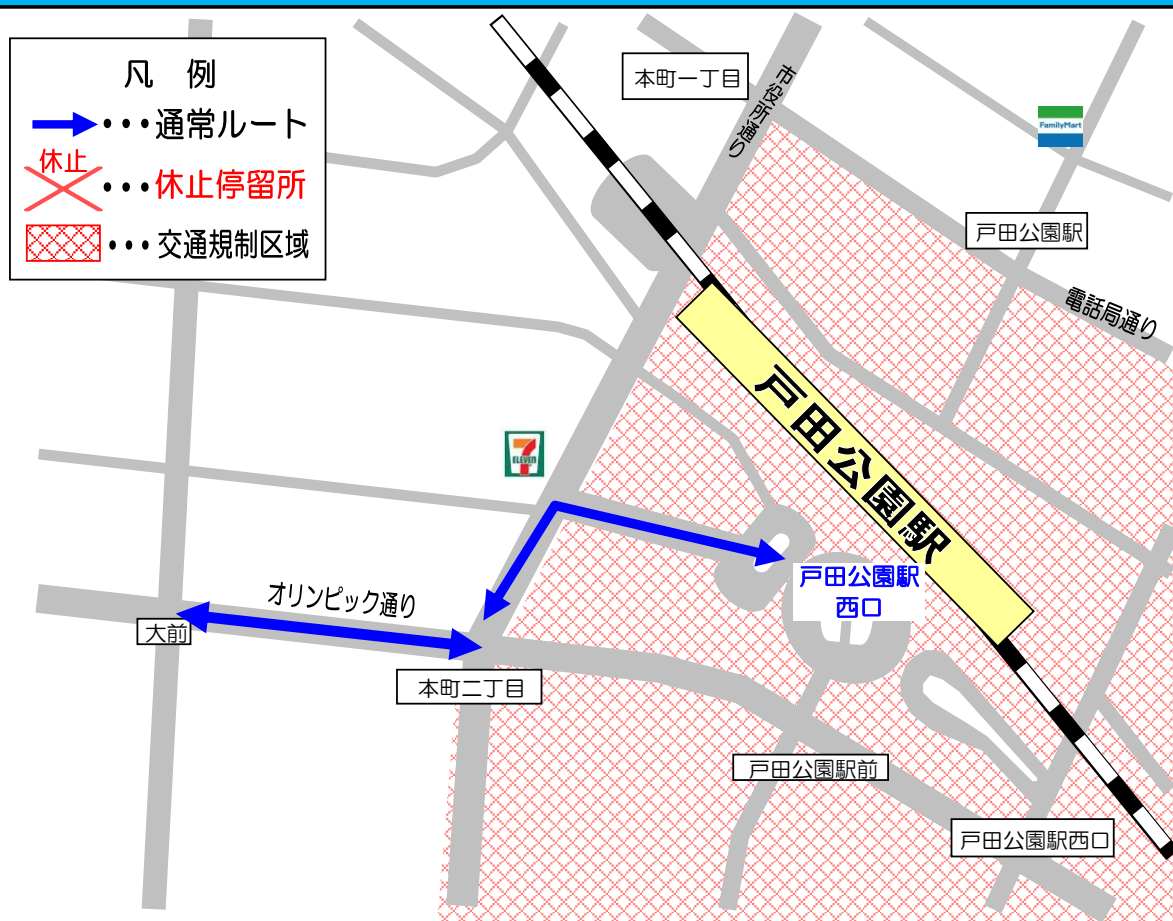 凡 例
・・・通常ルート
休止
・・・休止停留所
・・・交通規制区域
本町一丁目
市役所通り
FamilyMart
戸田公園駅
電話局通り
戸田公園駅
7
ELEVEN
戸田公園駅
西口
オリンピック通り
大前
本町二丁目
戸田公園駅前
戸田公園駅西口